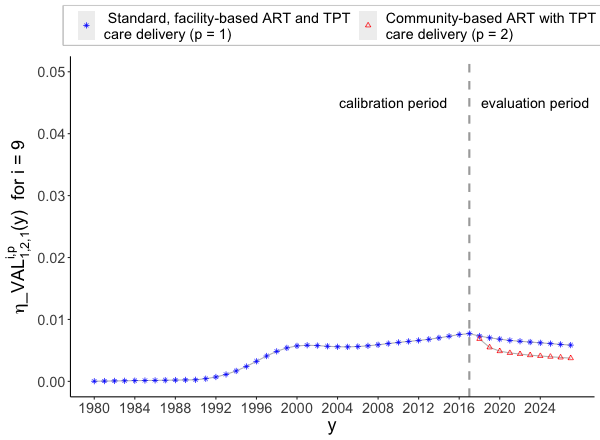 Standard, facility-based ART and TPT
care delivery (p = 1)
Community-based ART with TPT
care delivery (p = 2)
η_VAL^{i,p}_{1,2,1}(y) for i = 9
0.05
0.04
0.03
0.02
0.01
0.00
calibration period
evaluation period
1980 1984 1988 1992 1996 2000 2004 2008 2012 2016 2020 2024
y